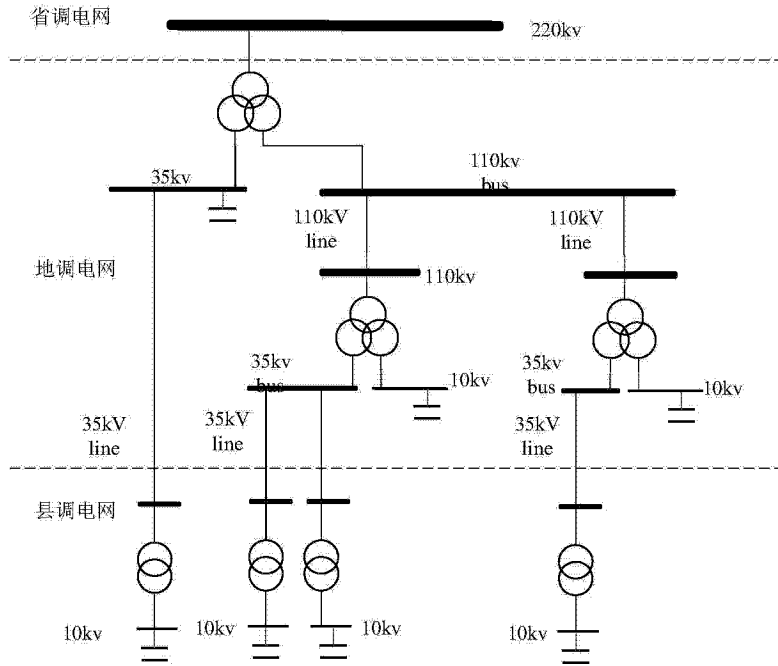 省调电网
220kv
35kv
110kv
bus
110kV
line
110kV
line
地调电网
110kv
35kv
bus
10kv
35kv
bus
10kv
35kV
line
35kV
line
35kV
line
县调电网
10kv
10kv
10kv
10kv